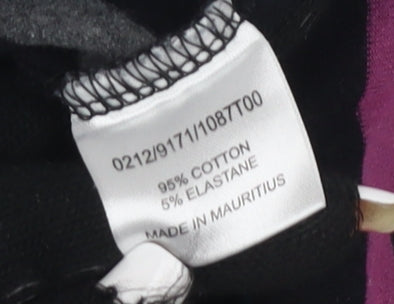 0212/9171/1087T00
95% COTTON
5% ELASTANE
MADE IN MAURITIUS